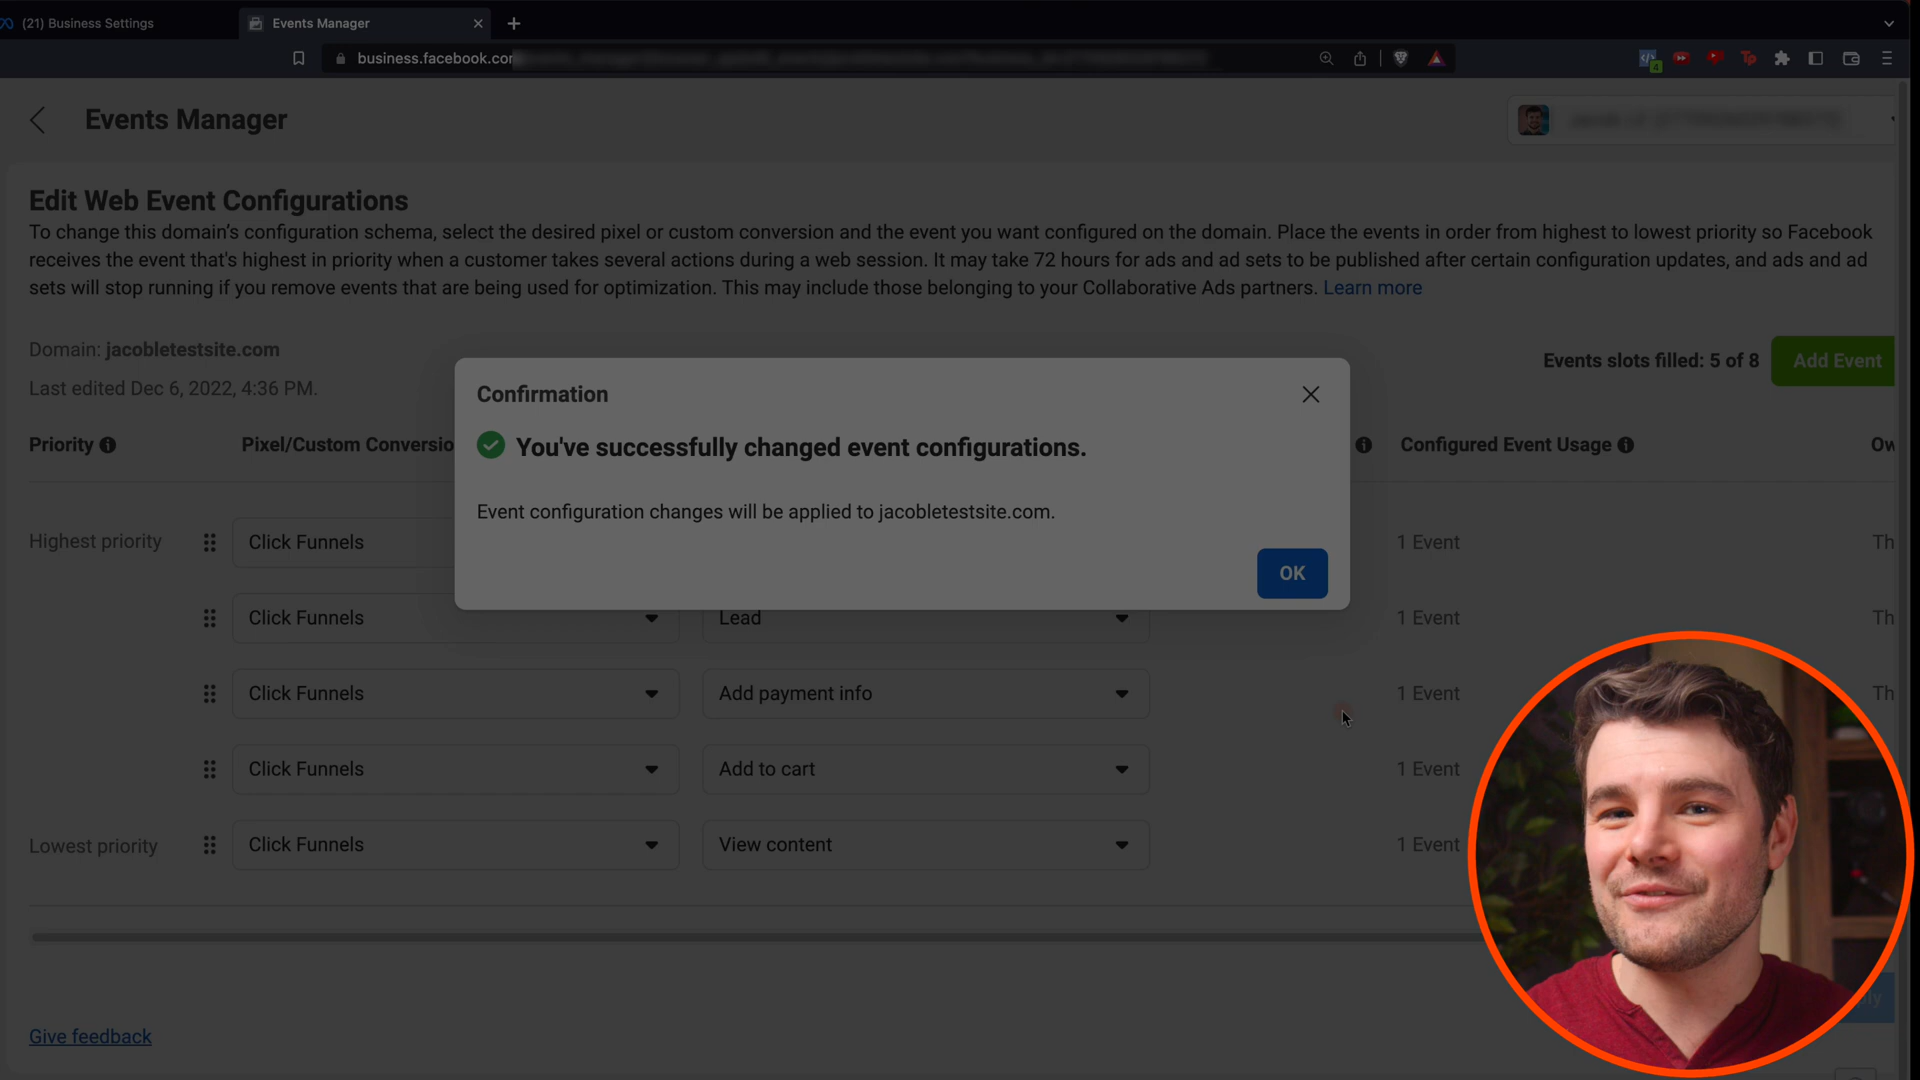 (21) Business Settings
Events Manager
business.facebook.com
4
Tp
Events Manager
Edit Web Event Configurations
To change this domain's configuration schema, select the desired pixel or custom conversion and the event you want configured on the domain. Place the events in order from highest to lowest priority so Facebook
receives the event that's highest in priority when a customer takes several actions during a web session. It may take 72 hours for ads and ad sets to be published after certain configuration updates, and ads and ad
sets will stop running if you remove events that are being used for optimization. This may include those belonging to your Collaborative Ads partners. Learn more
Domain: jacobletestsite.com
Last edited Dec 6, 2022, 4:36 PM.
Events slots filled: 5 of 8
Add Event
Confirmation
You've successfully changed event configurations.
Event configuration changes will be applied to jacobletestsite.com.
OK
Priority
Pixel/Custom Conversio
Configured Event Usage
Ow
Highest priority
Click Funnels
1 Event
Th
Click Funnels
Lead
1 Event
Th
Click Funnels
Add payment info
1 Event
Th
Click Funnels
Add to cart
1 Event
Lowest priority
Click Funnels
View content
1 Event
Give feedback